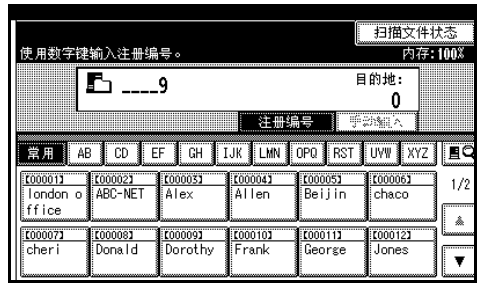 扫描文件状态
使用数字键输入注册编号。
内存:100%
____9
目的地:
0
注册编号 手动输入
常用 AB CD EF GH IJK LMN OPQ RST UVW XYZ
[00001] [00002] [00003] [00004] [00005] [00006]
london o ABC-NET Alex Allen Beijin chaco
ffice
1/2
[00007] [00008] [00009] [00010] [00011] [00012]
cheri Donald Dorothy Frank George Jones